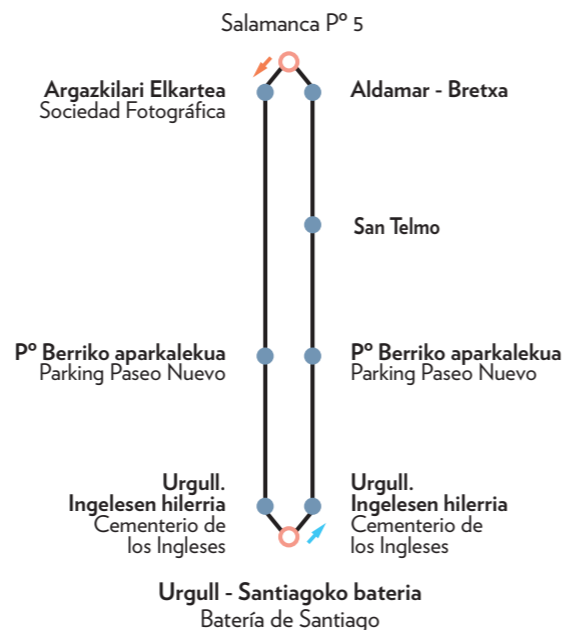 Salamanca Pº 5
Argazkilari Elkartea
Sociedad Fotográfica
Aldamar - Bretxa
San Telmo
Pº Berriko aparkalekua
Parking Paseo Nuevo
Pº Berriko aparkalekua
Parking Paseo Nuevo
Urgull.
Ingelesen hilerria
Cementerio de
los Ingleses
Urgull.
Ingelesen hilerria
Cementerio de
los Ingleses
Urgull - Santiagoko bateria
Batería de Santiago